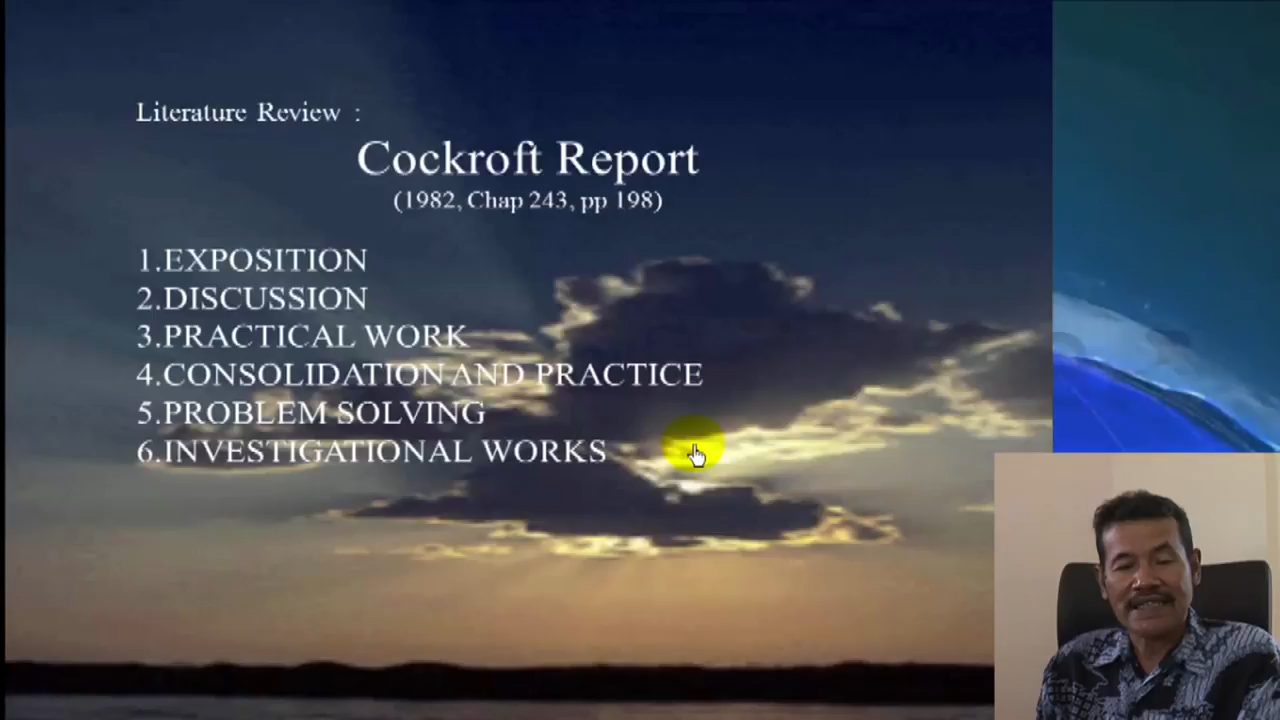 Literature Review :
Cockroft Report
(1982, Chap 243, pp 198)
1.EXPOSITION
2.DISCUSSION
3.PRACTICAL WORK
4.CONSOLIDATION AND PRACTICE
5.PROBLEM SOLVING
6.INVESTIGATIONAL WORKS